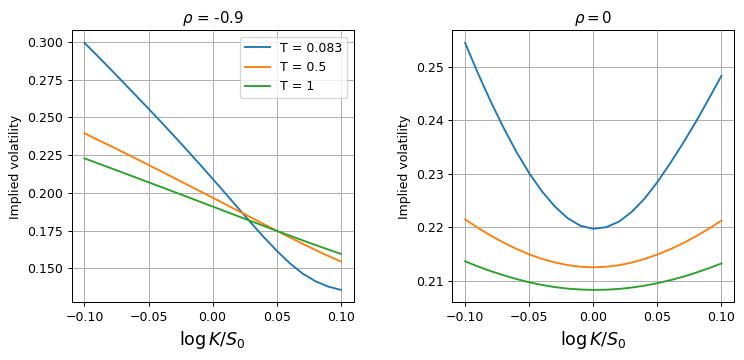 ρ = -0.9
0.300
0.275
0.250
0.225
0.200
0.175
0.150
Implied volatility
T = 0.083
T = 0.5
T = 1
−0.10
−0.05
0.00
0.05
0.10
log K/S₀
ρ = 0
0.25
0.24
0.23
0.22
0.21
Implied volatility
−0.10
−0.05
0.00
0.05
0.10
log K/S₀